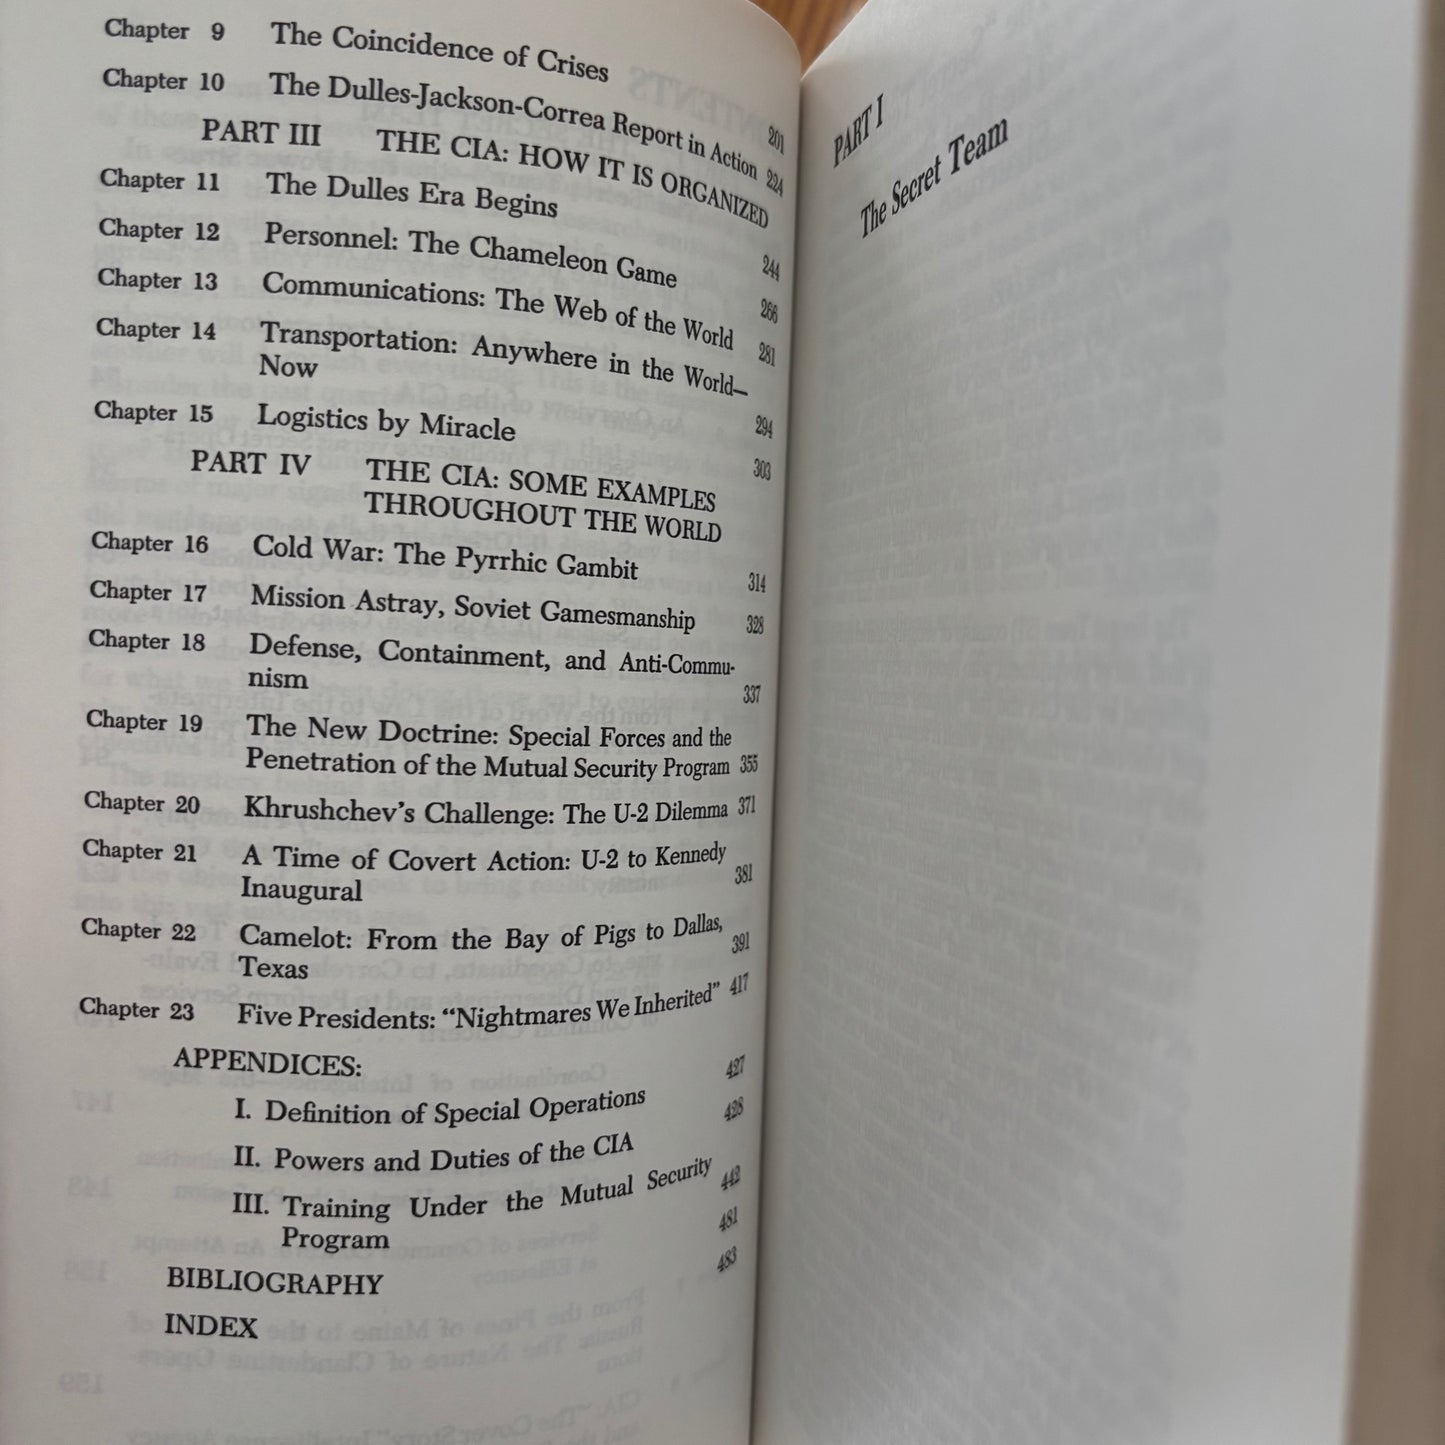 Chapter 9 The Coincidence of Crises 201
Chapter 10 The Dulles-Jackson-Correa Report in Action 224
PART III THE CIA: HOW IT IS ORGANIZED
Chapter 11 The Dulles Era Begins 244
Chapter 12 Personnel: The Chameleon Game 266
Chapter 13 Communications: The Web of the World 281
Chapter 14 Transportation: Anywhere in the World—
Now 294
Chapter 15 Logistics by Miracle 303
PART IV THE CIA: SOME EXAMPLES
THROUGHOUT THE WORLD
Chapter 16 Cold War: The Pyrrhic Gambit 314
Chapter 17 Mission Astray, Soviet Gamesmanship 328
Chapter 18 Defense, Containment, and Anti-Commu-
nism 337
Chapter 19 The New Doctrine: Special Forces and the
Penetration of the Mutual Security Program 355
Chapter 20 Khrushchev's Challenge: The U-2 Dilemma 371
Chapter 21 A Time of Covert Action: U-2 to Kennedy
Inaugural 381
Chapter 22 Camelot: From the Bay of Pigs to Dallas,
Texas 391
Chapter 23 Five Presidents: “Nightmares We Inherited” 417
APPENDICES:
I. Definition of Special Operations 427
II. Powers and Duties of the CIA 428
III. Training Under the Mutual Security
Program 442
BIBLIOGRAPHY 481
INDEX 483
PART I
The Secret Team